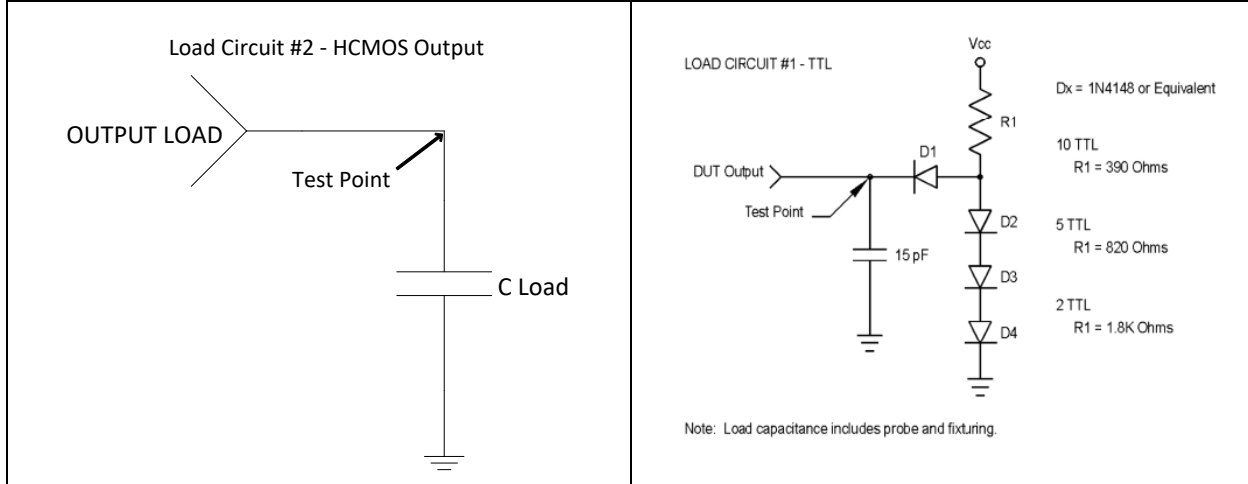 Load Circuit #2 - HCMOS Output
OUTPUT LOAD
Test Point
C Load
LOAD CIRCUIT #1 - TTL
Vcc
Dx = 1N4148 or Equivalent
R1
10 TTL
R1 = 390 Ohms
D1
DUT Output
Test Point
D2
5 TTL
R1 = 820 Ohms
15 pF
D3
2 TTL
R1 = 1.8K Ohms
D4
Note: Load capacitance includes probe and fixturing.